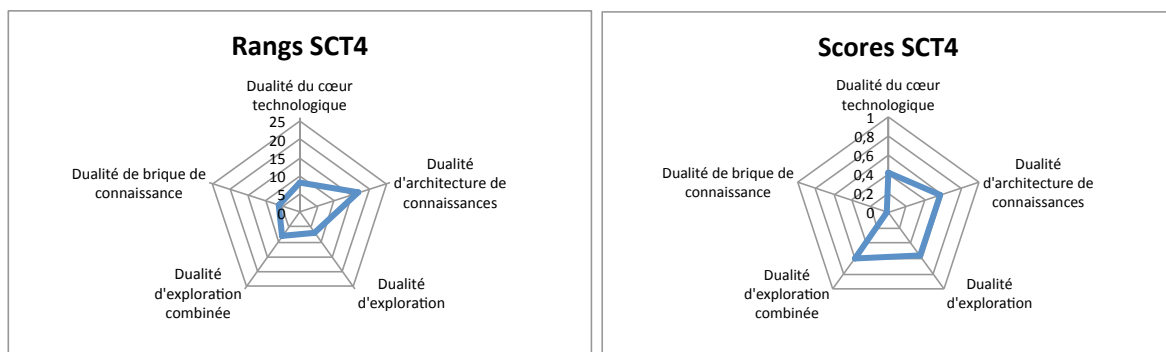 Rangs SCT4
Dualité du cœur
technologique
25
20
15
10
5
0
Dualité
d'architecture de
connaissances
Dualité
d'exploration
Dualité
d'exploration
combinée
Dualité de brique de
connaissance
Scores SCT4
Dualité du cœur
technologique
1
0,8
0,6
0,4
0,2
0
Dualité
d'architecture de
connaissances
Dualité
d'exploration
Dualité
d'exploration
combinée
Dualité de brique de
connaissance